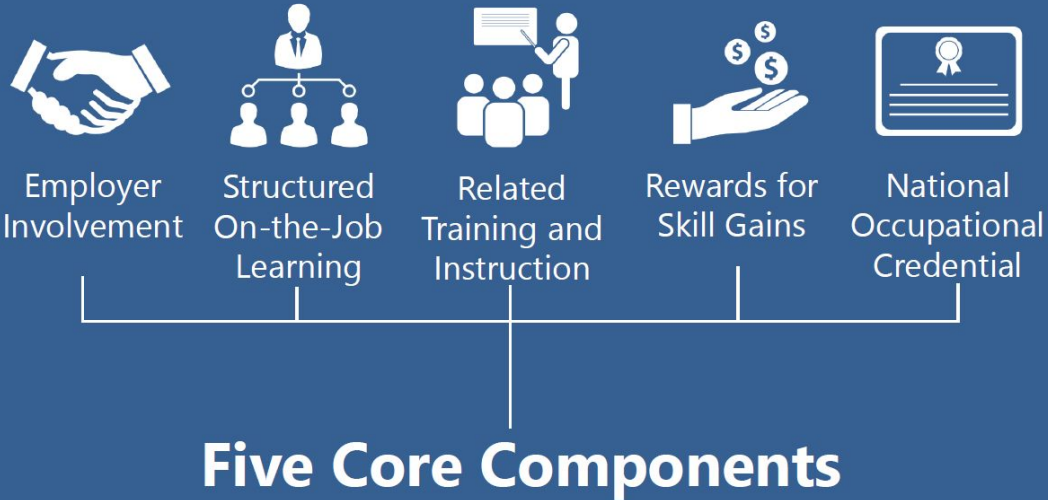 $
$
$
Employer
Involvement
Structured
On-the-Job
Learning
Related
Training and
Instruction
Rewards for
Skill Gains
National
Occupational
Credential
Five Core Components